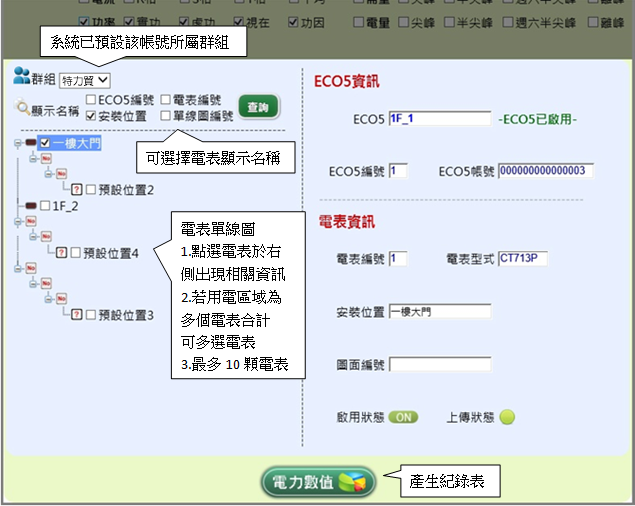 電流 R相 S相 T相 平均 需量 尖峰 半尖峰 週六半尖峰 離峰
功率 實功 虛功 視在 功因 電量 尖峰 半尖峰 週六半尖峰 離峰
系統已預設該帳號所屬群組
群組 特力貿
顯示名稱 ECO5編號 電表編號
安裝位置 單線圖編號
查詢
可選擇電表顯示名稱
一樓大門
No
No
? 預設位置2
1F_2
No
No
? 預設位置4
No
No
? 預設位置3
電表單線圖
1.點選電表於右
側出現相關資訊
2.若用電區域為
多個電表合計
可多選電表
3.最多 10 顆電表
ECO5資訊
ECO5 1F_1 -ECO5已啟用-
ECO5編號 1 ECO5帳號 000000000000003
電表資訊
電表編號 1 電表型式 CT713P
安裝位置 一樓大門
圖面編號
啟用狀態 ON 上傳狀態
電力數值
產生紀錄表